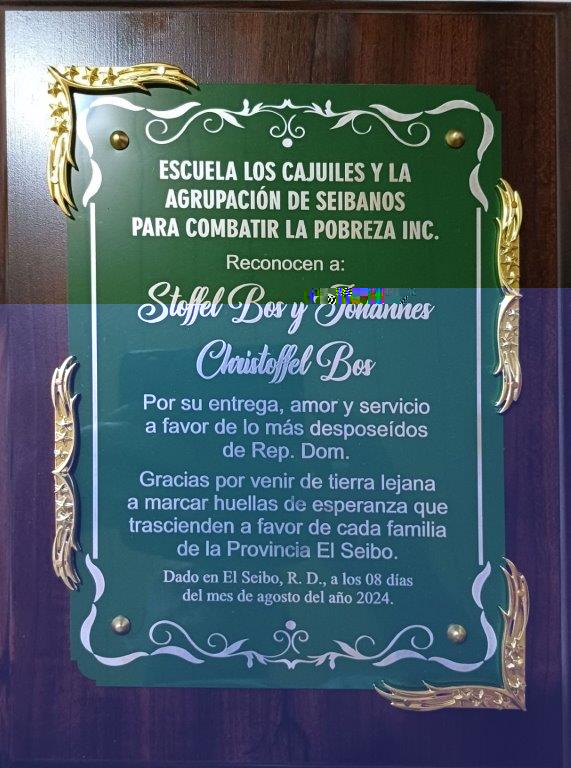 ESCUELA LOS CAJUILES Y LA
AGRUPACIÓN DE SEIBANOS
PARA COMBATIR LA POBREZA INC.
Reconocen a:
Stoffel Bos y Johannes
Christoffel Bos
Por su entrega, amor y servicio
a favor de lo más desposeídos
de Rep. Dom.
Gracias por venir de tierra lejana
a marcar huellas de esperanza que
trascienden a favor de cada familia
de la Provincia El Seibo.
Dado en El Seibo, R. D., a los 08 días
del mes de agosto del año 2024.